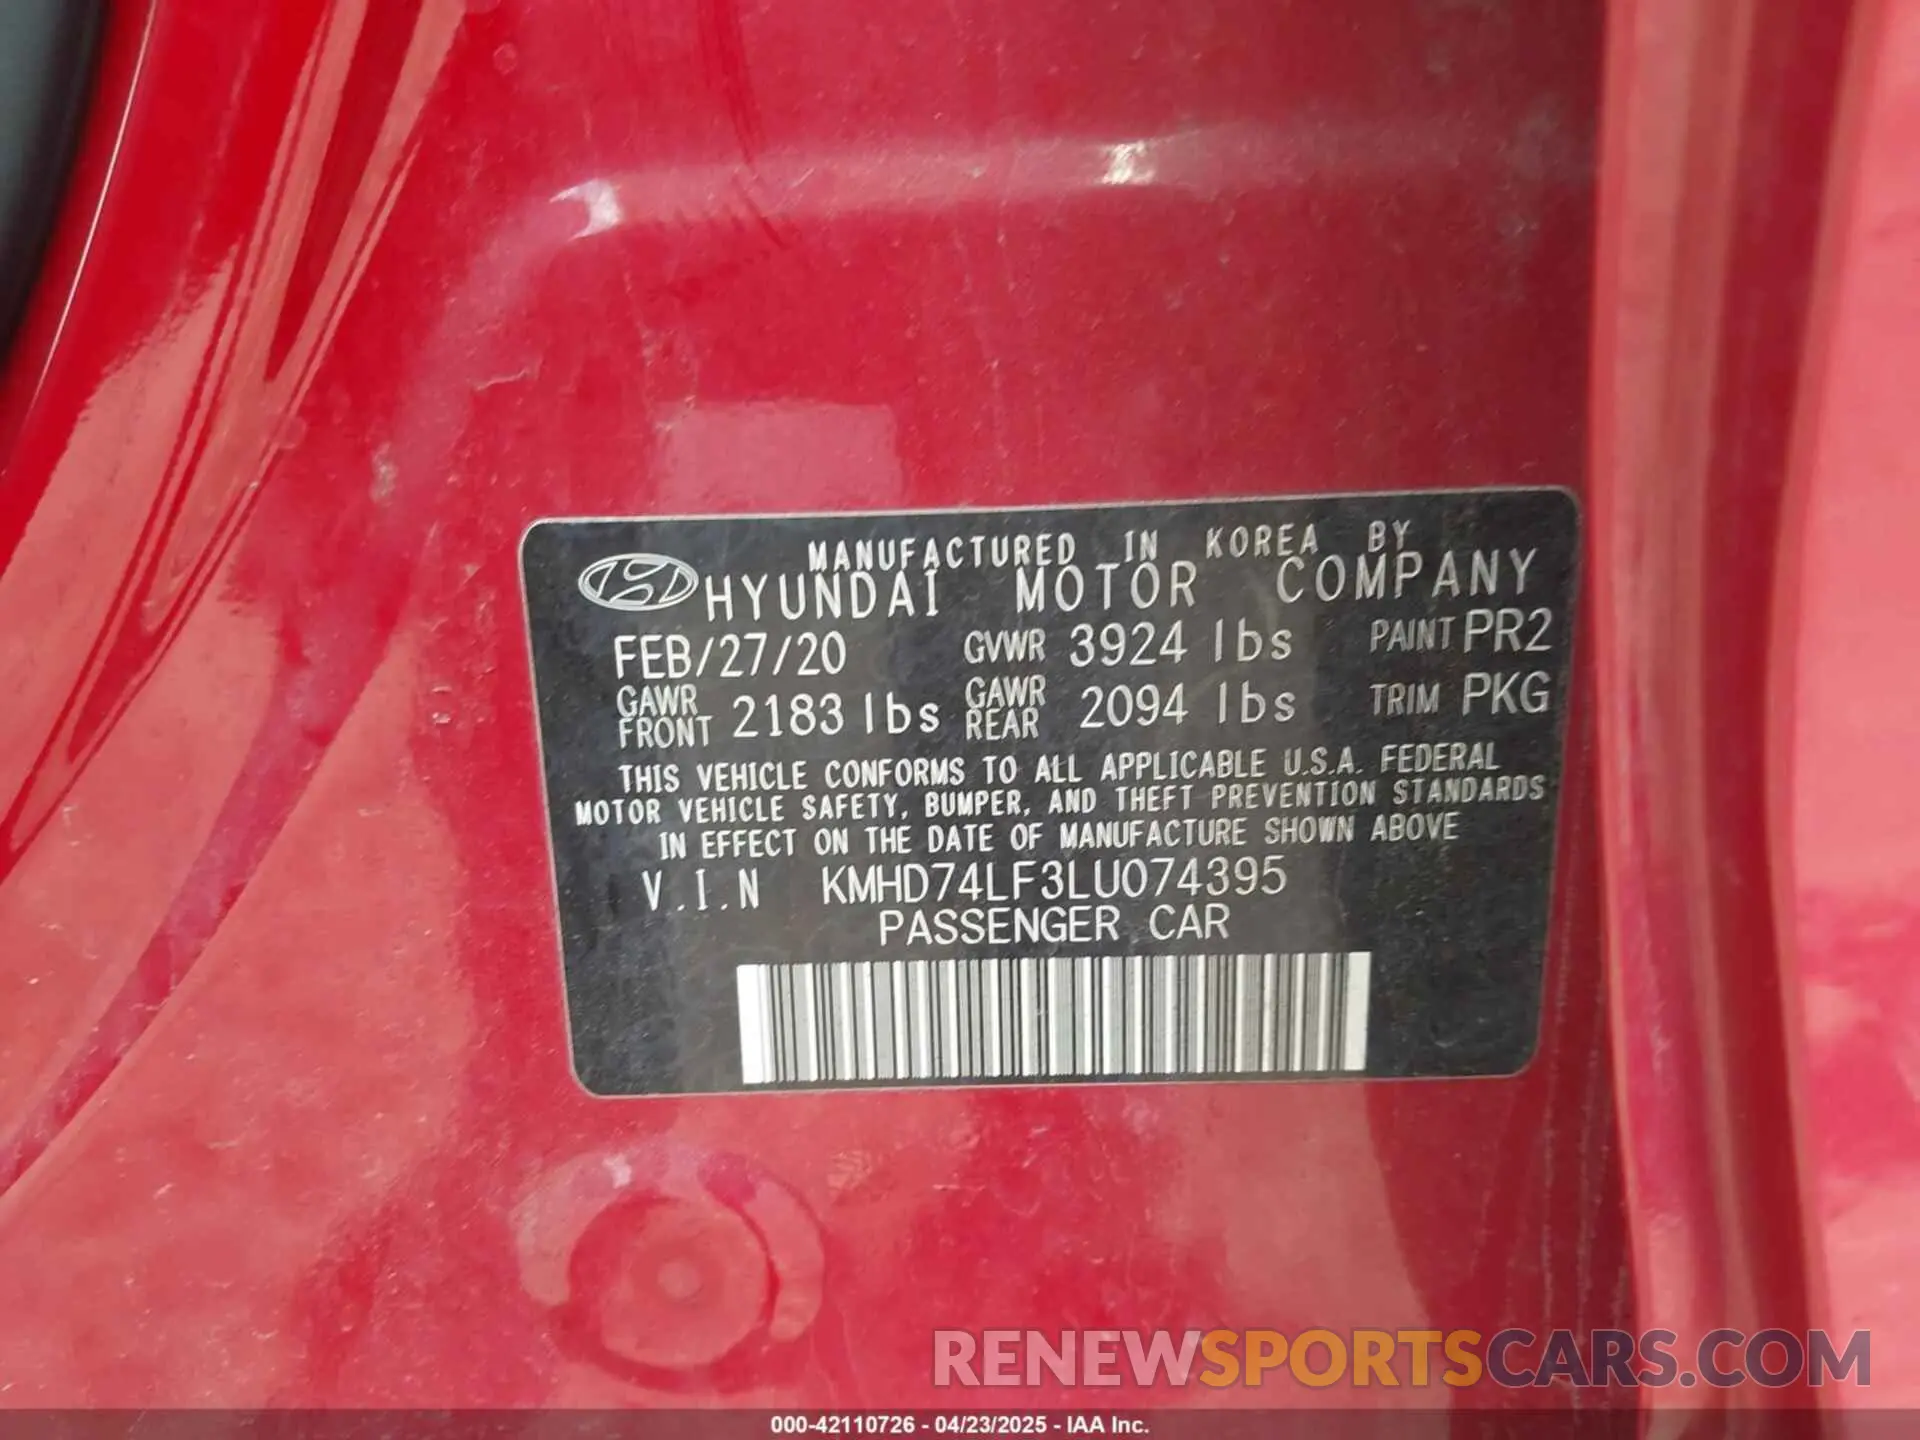 MANUFACTURED IN KOREA BY
HYUNDAI MOTOR COMPANY
FEB/27/20 GVWR 3924 lbs PAINT PR2
GAWR FRONT 2183 lbs GAWR REAR 2094 lbs TRIM PKG
THIS VEHICLE CONFORMS TO ALL APPLICABLE U.S.A. FEDERAL
MOTOR VEHICLE SAFETY, BUMPER, AND THEFT PREVENTION STANDARDS
IN EFFECT ON THE DATE OF MANUFACTURE SHOWN ABOVE
V.I.N KMHD74LF3LU074395
PASSENGER CAR
RENEWSPORTSCARS.COM
000-42110726 - 04/23/2025 - IAA Inc.